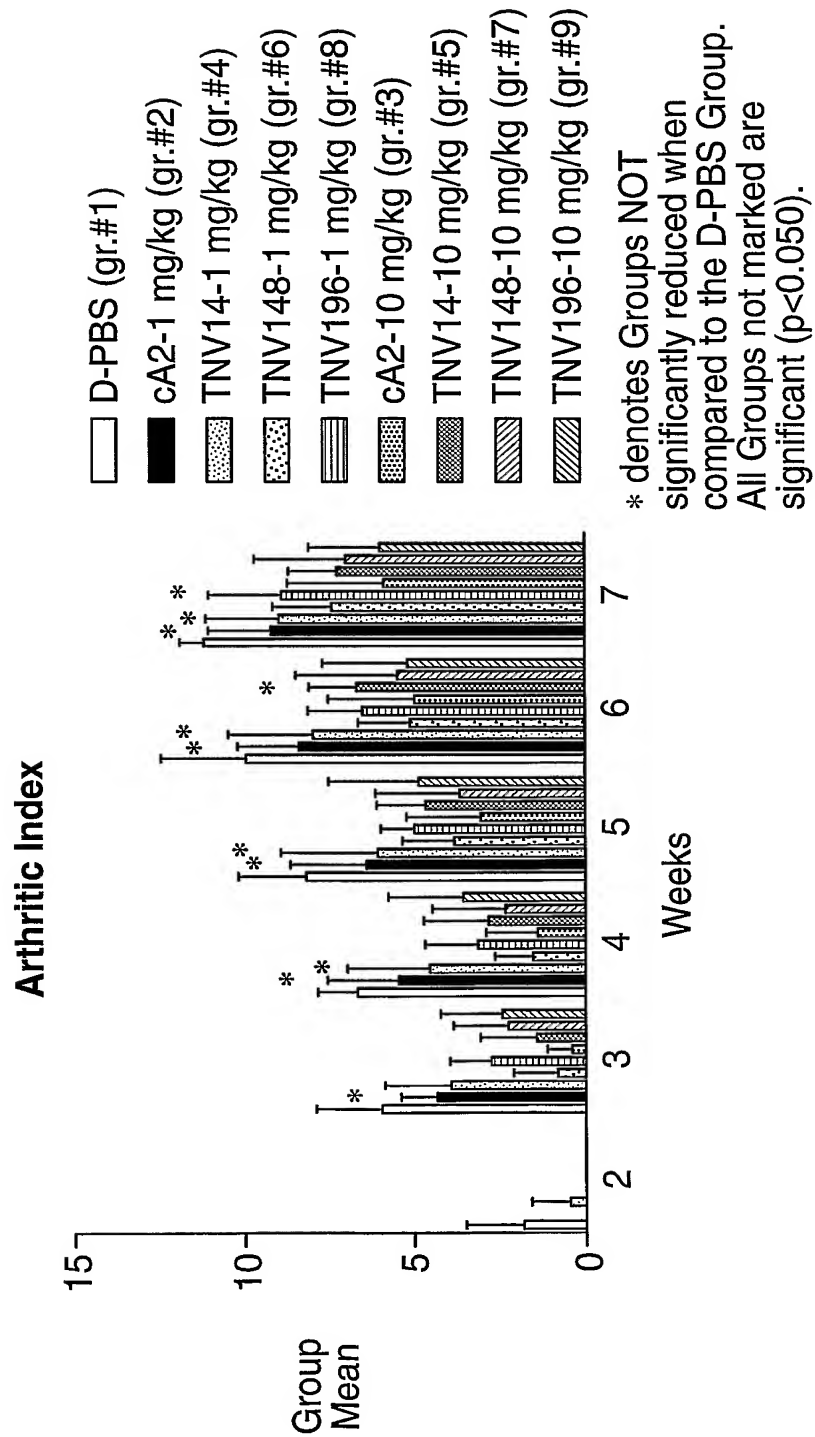 Arthritic Index
15
10
5
0
Group
Mean
2
3
4
5
6
7
Weeks
*
*
*
*
*
*
*
*
*
*
*
D-PBS (gr.#1)
cA2-1 mg/kg (gr.#2)
TNV14-1 mg/kg (gr.#4)
TNV148-1 mg/kg (gr.#6)
TNV196-1 mg/kg (gr.#8)
cA2-10 mg/kg (gr.#3)
TNV14-10 mg/kg (gr.#5)
TNV148-10 mg/kg (gr.#7)
TNV196-10 mg/kg (gr.#9)
* denotes Groups NOT
significantly reduced when
compared to the D-PBS Group.
All Groups not marked are
significant (p<0.050).